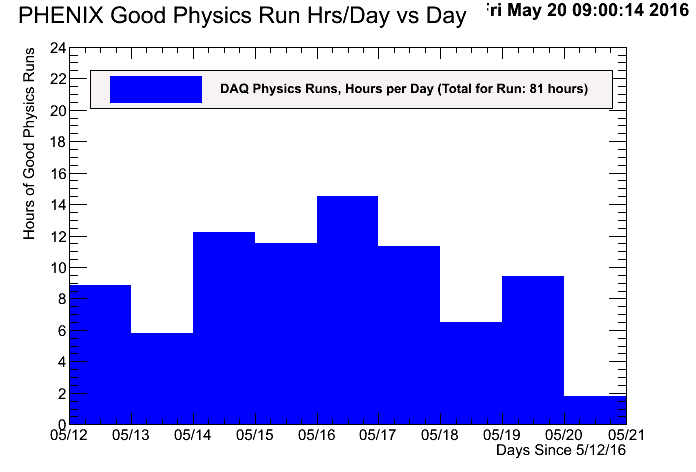 PHENIX Good Physics Run Hrs/Day vs Day
ri May 20 09:00:14 2016
Hours of Good Physics Runs
DAQ Physics Runs, Hours per Day (Total for Run: 81 hours)
24
22
20
18
16
14
12
10
8
6
4
2
0
05/12 05/13 05/14 05/15 05/16 05/17 05/18 05/19 05/20 05/21
Days Since 5/12/16